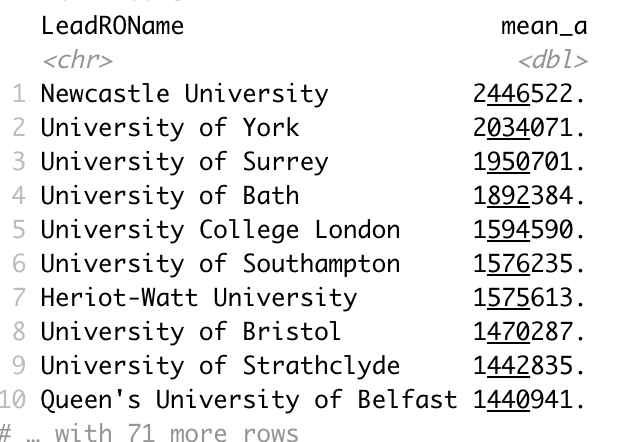 LeadROName mean_a
<chr> <dbl>
1 Newcastle University 2446522.
2 University of York 2034071.
3 University of Surrey 1950701.
4 University of Bath 1892384.
5 University College London 1594590.
6 University of Southampton 1576235.
7 Heriot-Watt University 1575613.
8 University of Bristol 1470287.
9 University of Strathclyde 1442835.
10 Queen's University of Belfast 1440941.
# … with 71 more rows